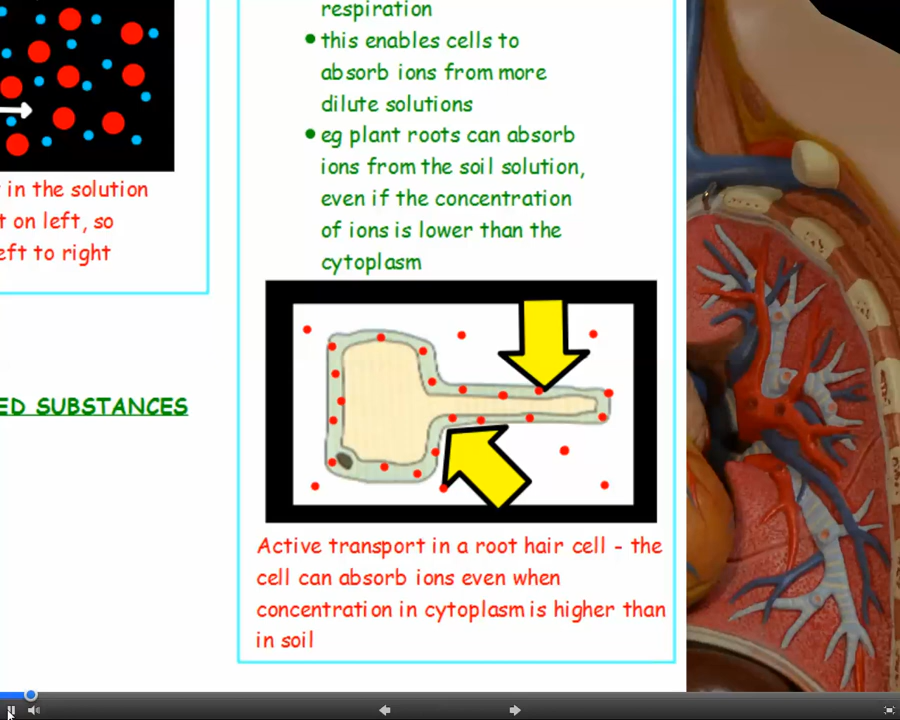 respiration
• this enables cells to
absorb ions from more
dilute solutions
• eg plant roots can absorb
ions from the soil solution,
even if the concentration
of ions is lower than the
cytoplasm
in the solution
t on left, so
eft to right
ED SUBSTANCES
Active transport in a root hair cell - the
cell can absorb ions even when
concentration in cytoplasm is higher than
in soil